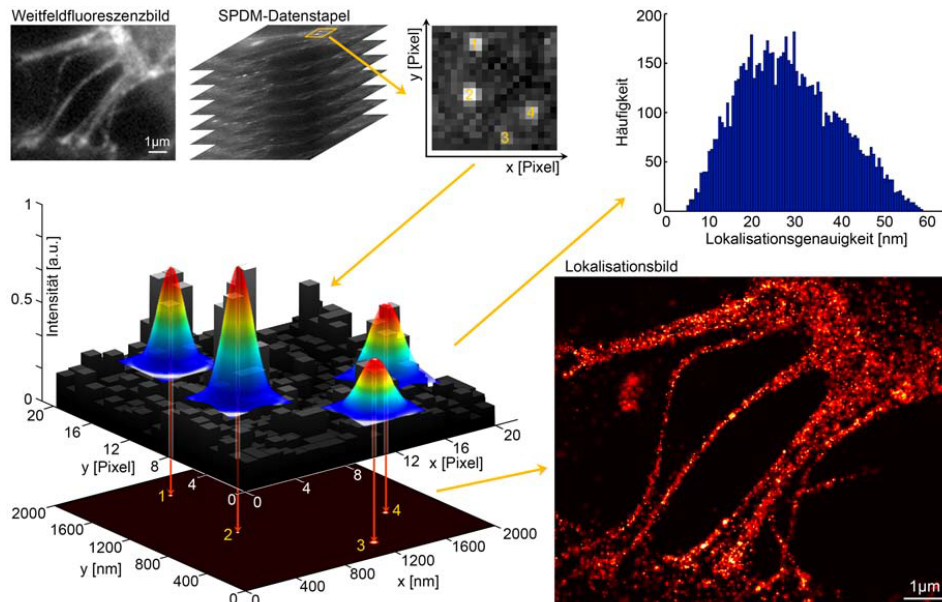 Weitfeldfluoreszenzbild
SPDM-Datenstapel
1µm
y [Pixel]
1
2
4
3
x [Pixel]
Häufigkeit
200
150
100
50
0
0 10 20 30 40 50 60
Lokalisationsgenauigkeit [nm]
Intensität [a.u.]
1
0.5
0
20
16
12
8
4
0
y [Pixel]
0
4
8
12
16
20
x [Pixel]
1
2
3
4
2000
1600
1200
800
400
0
y [nm]
0
400
800
1200
1600
2000
x [nm]
Lokalisationsbild
1µm